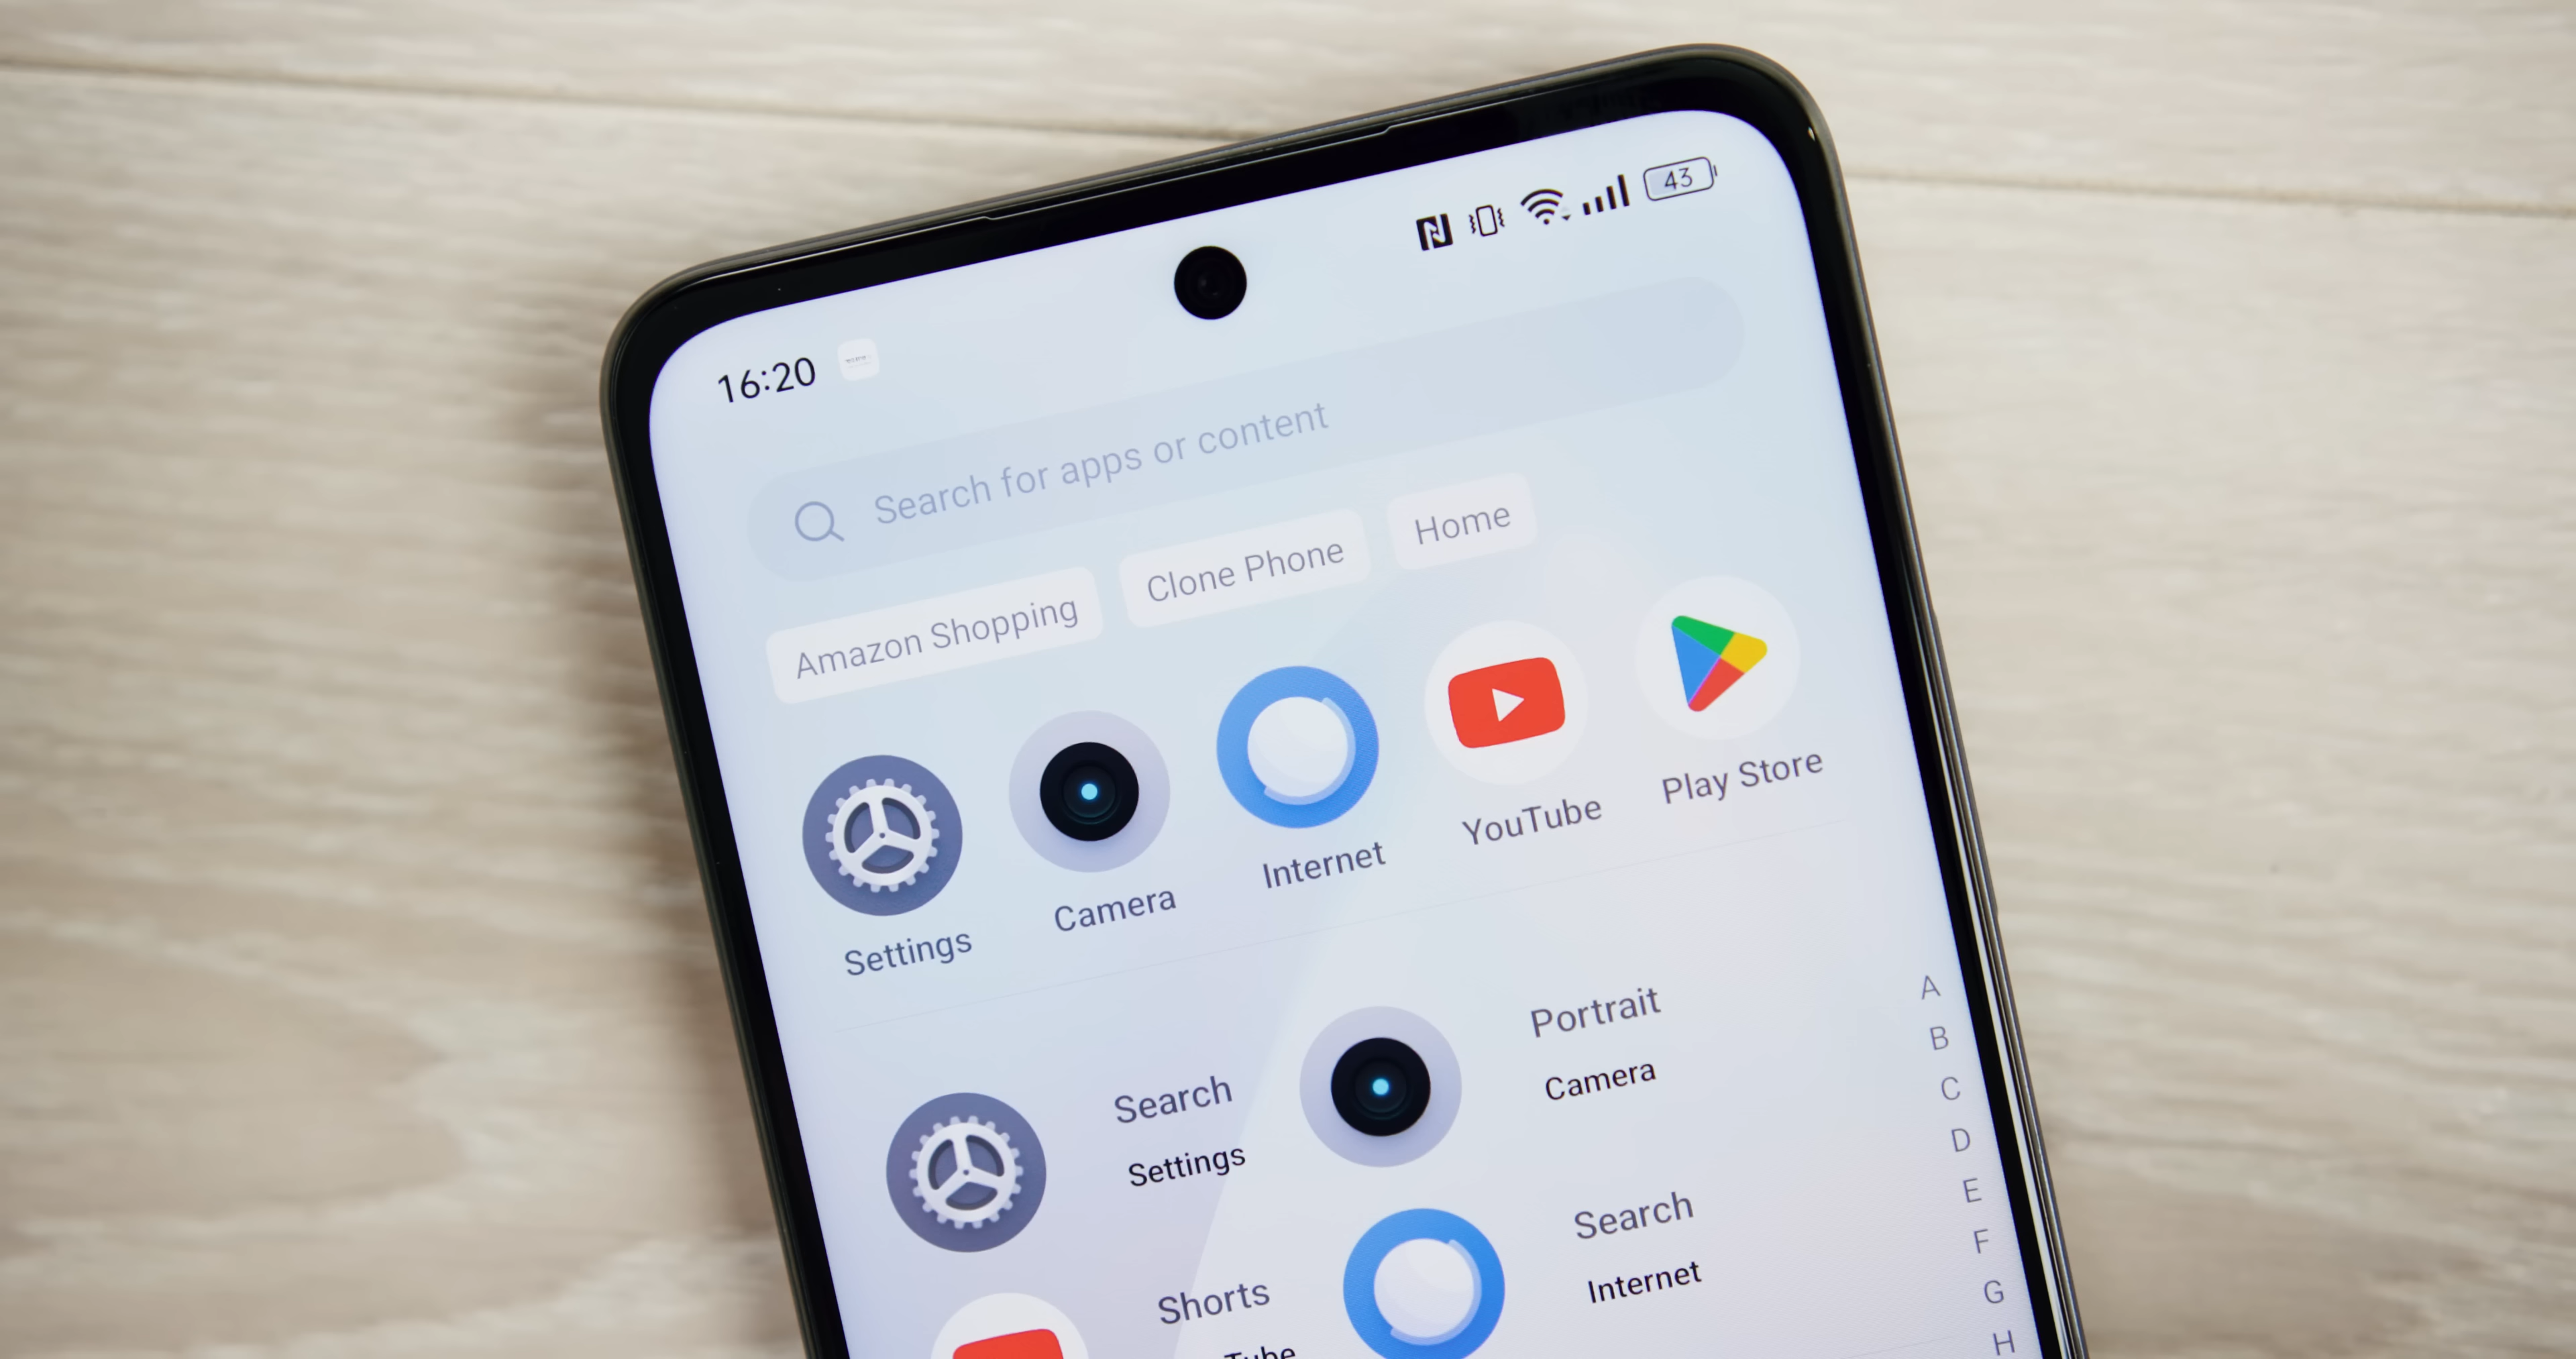 16:20
43
Search for apps or content
Amazon Shopping
Clone Phone
Home
Settings
Camera
Internet
YouTube
Play Store
Search
Settings
Portrait
Camera
Shorts
Tube
Search
Internet
A
B
C
D
E
F
G
H